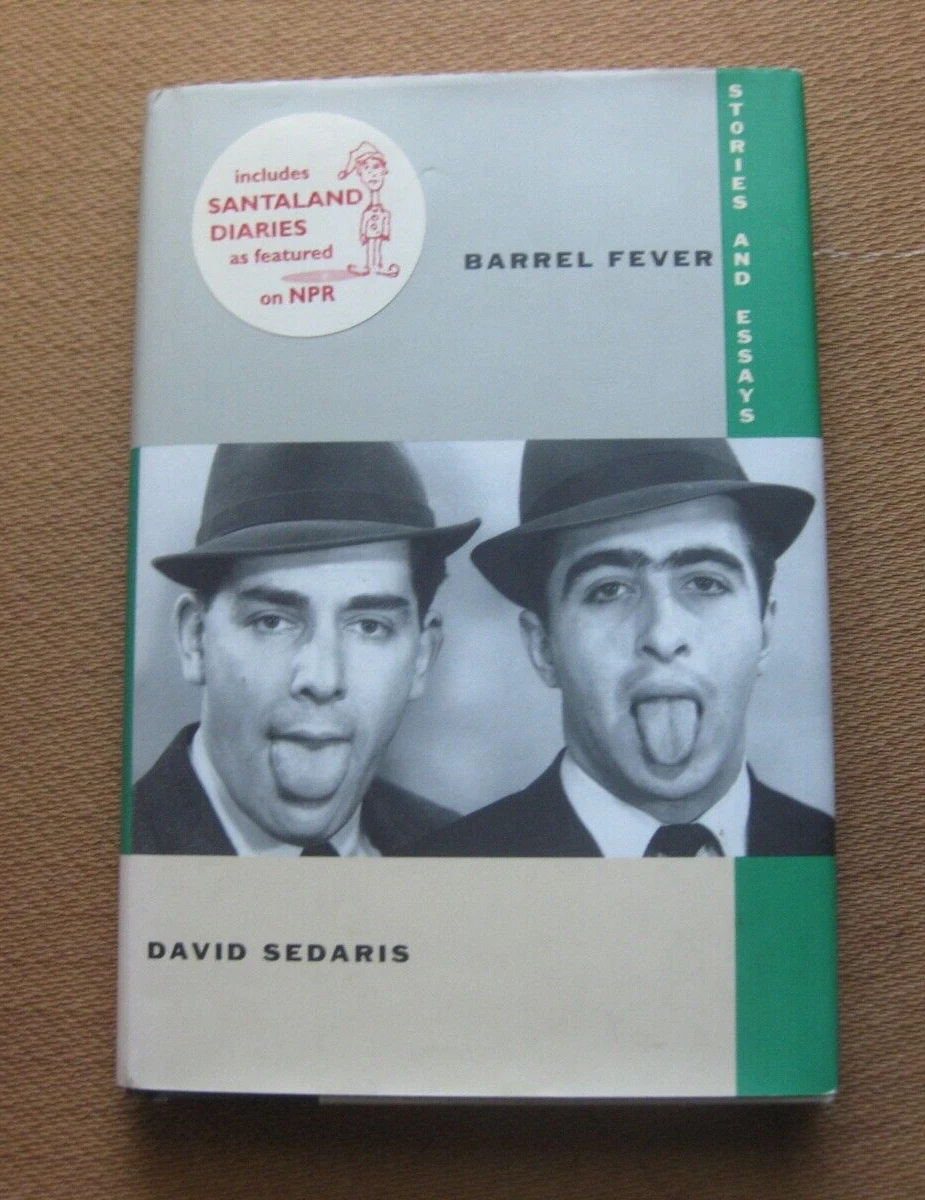 includes
SANTALAND
DIARIES
as featured
on NPR
BARREL FEVER
STORIES AND ESSAYS
DAVID SEDARIS